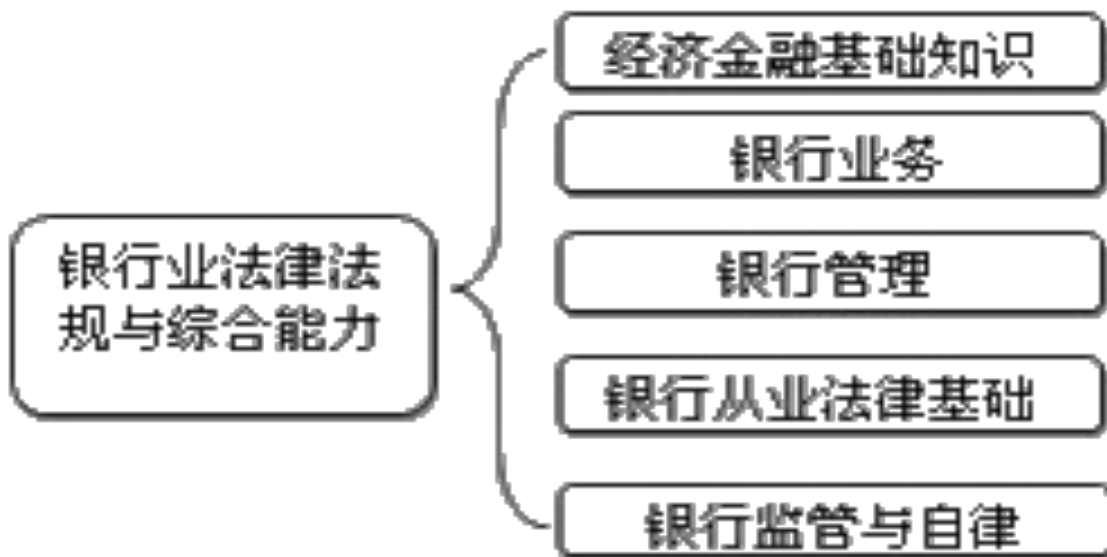 经济金融基础知识
银行业务
银行业法律法
规与综合能力
银行管理
银行从业法律基础
银行监管与自律